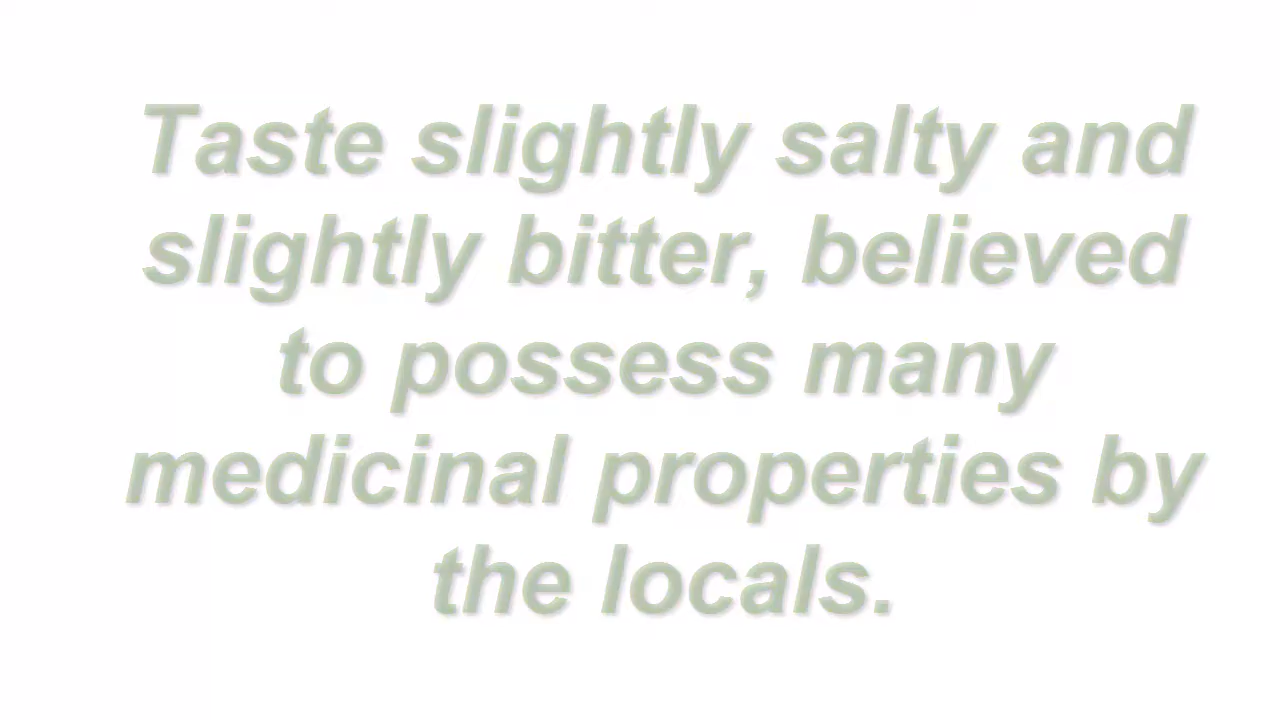 Taste slightly salty and
slightly bitter, believed
to possess many
medicinal properties by
the locals.